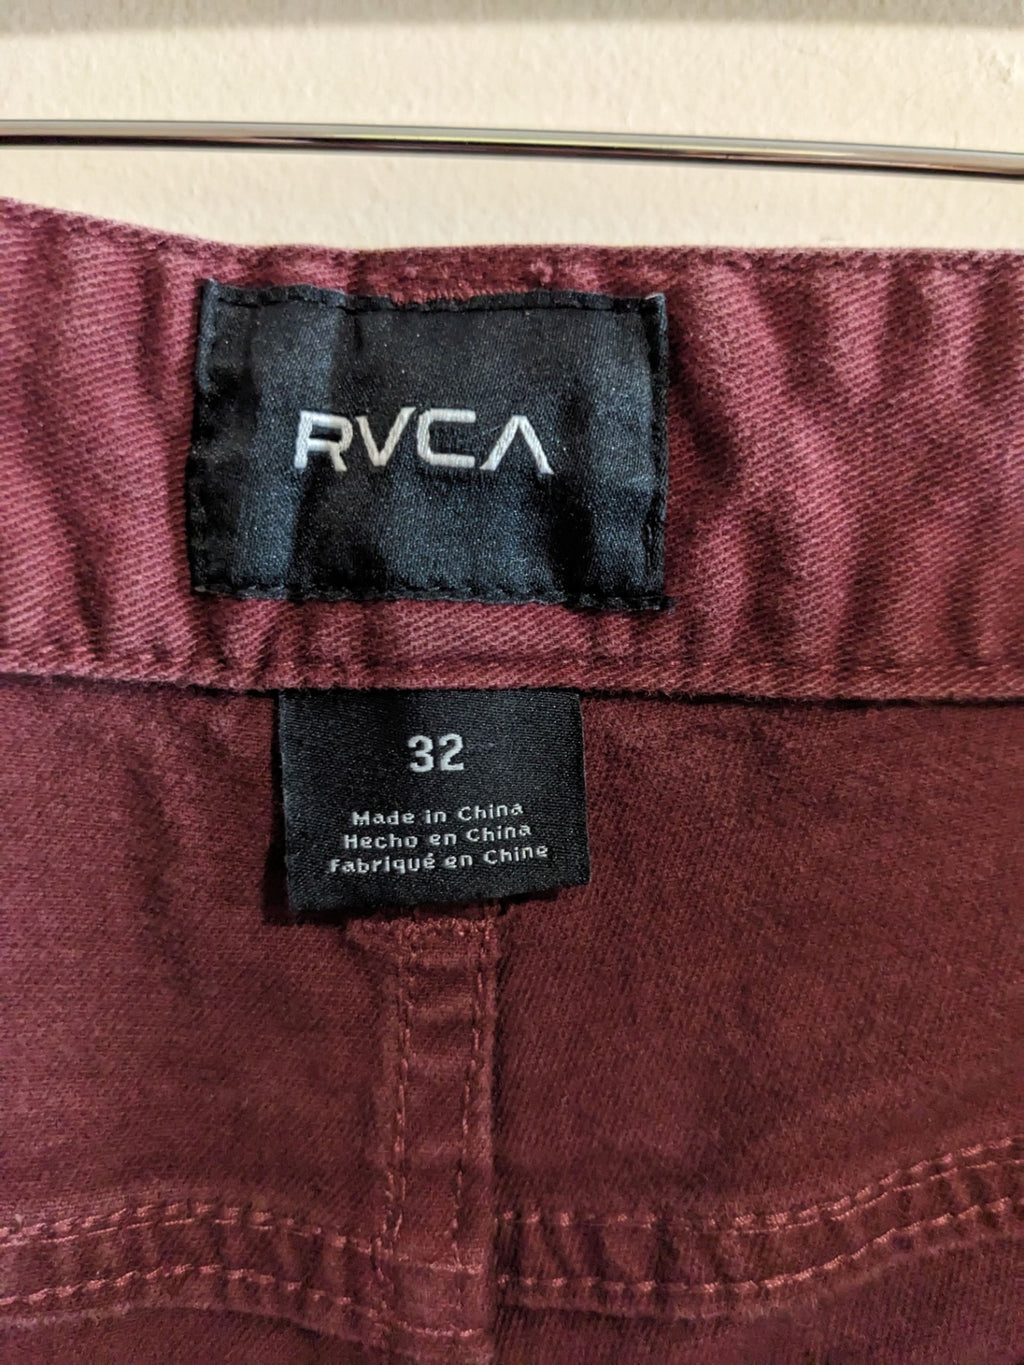 RVCA
32
Made in China
Hecho en China
Fabriqué en Chine